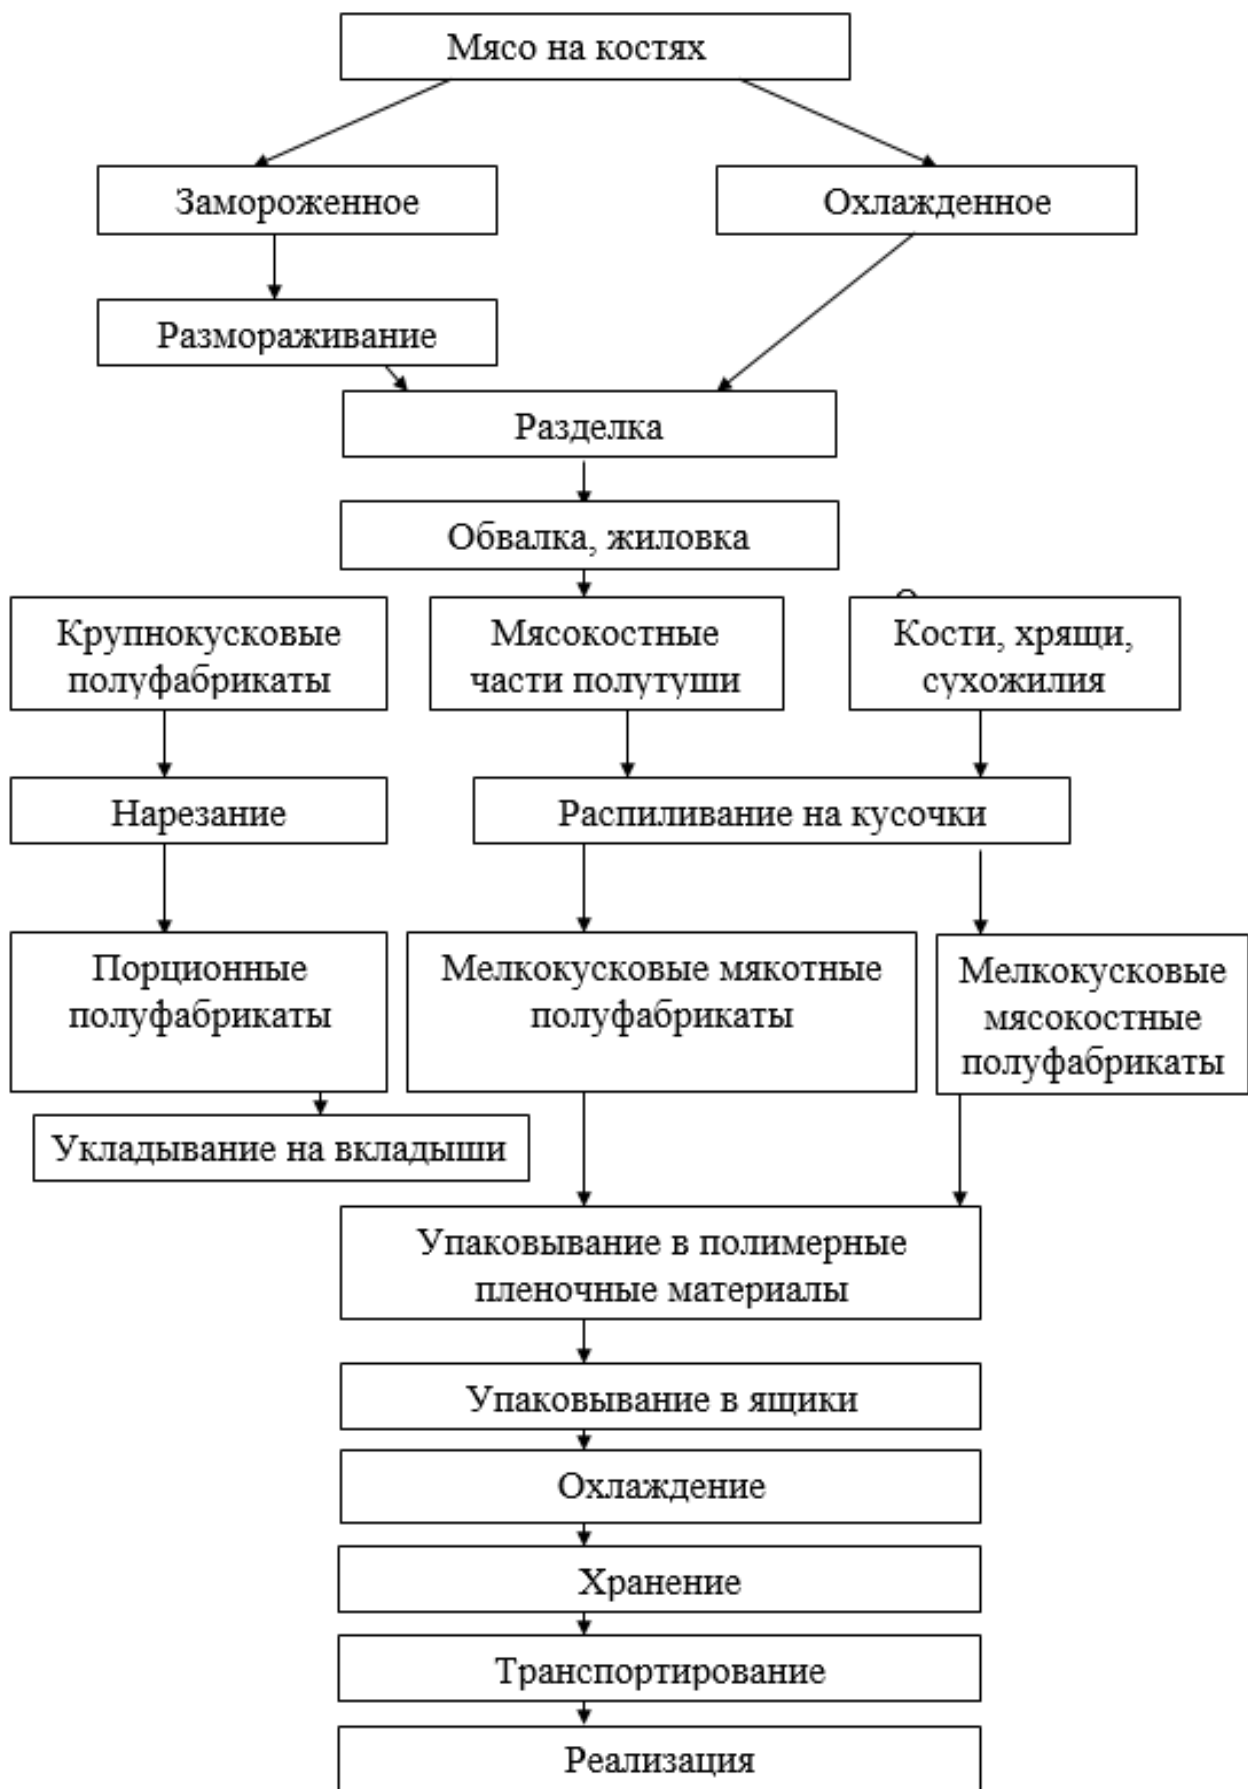 Мясо на костях
Замороженное
Охлажденное
Размораживание
Разделка
Обвалка, жиловка
Крупнокусковые
полуфабрикаты
Мясокостные
части полутуши
Кости, хрящи,
сухожилия
Нарезание
Распиливание на кусочки
Порционные
полуфабрикаты
Мелкокусковые мякотные
полуфабрикаты
Мелкокусковые
мясокостные
полуфабрикаты
Укладывание на вкладыши
Упаковывание в полимерные
пленочные материалы
Упаковывание в ящики
Охлаждение
Хранение
Транспортирование
Реализация